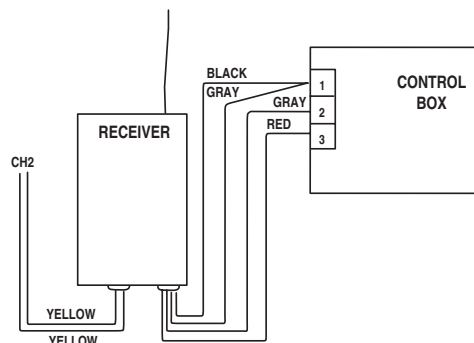 BLACK
GRAY
GRAY
RED
1
2
3
CONTROL
BOX
RECEIVER
CH2
YELLOW
YELLOW